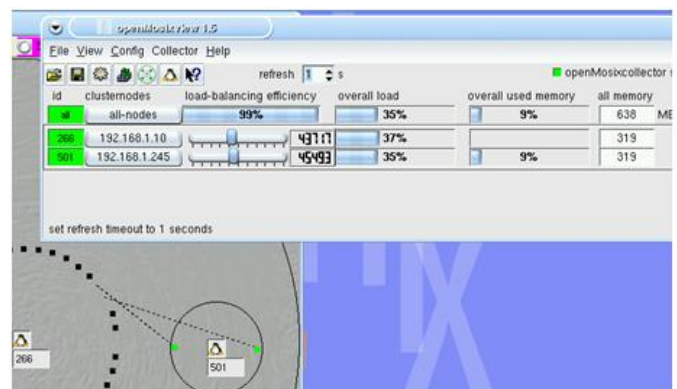 openMosixview 1.5
File View Config Collector Help
refresh 1 s
openMosixcollector
id clusternodes load-balancing efficiency overall load overall used memory all memory
all all-nodes 99% 35% 9% 638
266 192.168.1.10 43717 37% 319
501 192.168.1.245 45493 35% 9% 319
set refresh timeout to 1 seconds
266
501